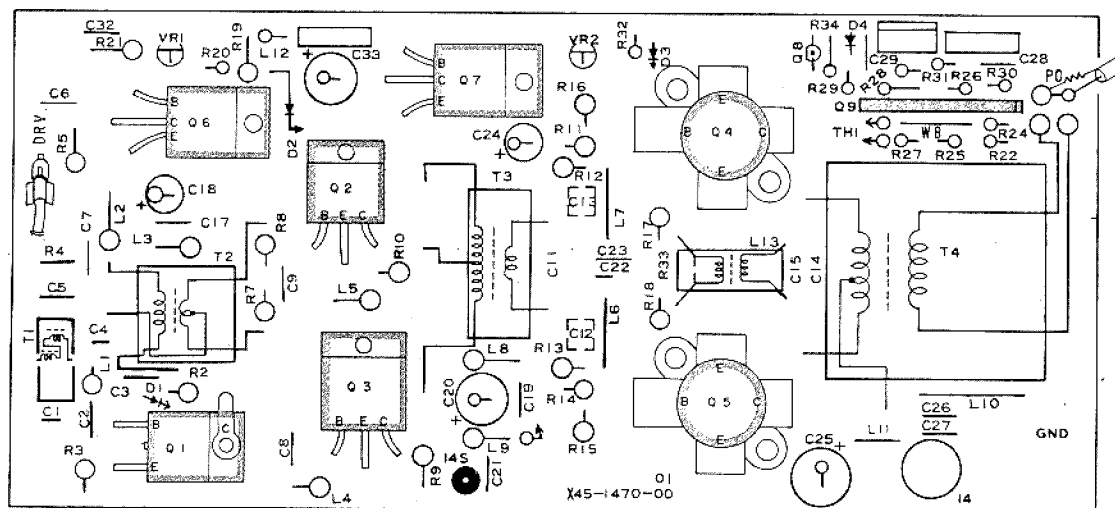 C32
R21
VR1
R20
R19
L12
C33
VR2
R32
D3
R34
Q8
D4
C29
C28
R31
R26
R30
R29
R28
PO
C6
DRV
R5
B
C
E
Q6
D2
B
C
E
Q7
C24
R16
R11
R12
E
B
Q4
C
E
Q9
TH1
W8
R24
R27
R25
R22
C18
C17
C7
L2
L3
R4
C5
T2
R8
R7
C9
Q2
B E C
R10
L5
T3
C11
C13
L7
C23
C22
R17
R33
R18
L13
C15
C14
T4
L6
C12
T1
C4
L1
C3
R2
D1
C1
C2
R3
B
E
Q1
C
C8
L4
Q3
B E C
L8
C20
C19
L9
R9
14S
C21
R13
R14
R15
E
B
Q5
C
E
01
X45-1470-00
C25
L11
L10
C26
C27
14
GND